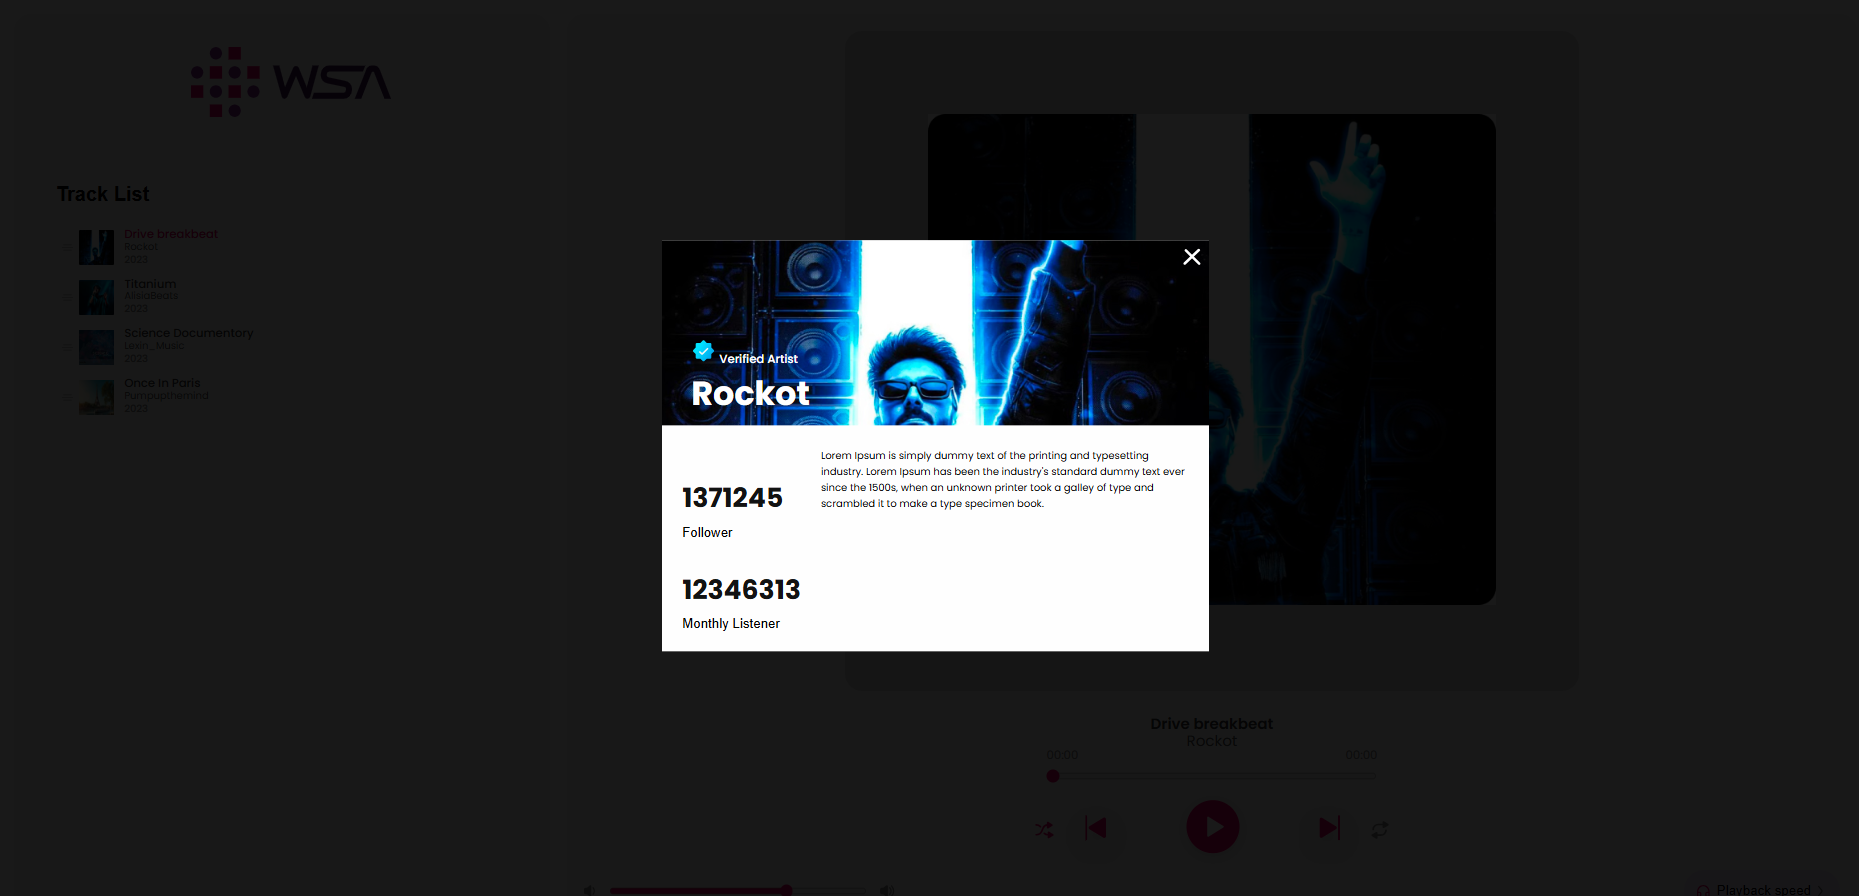 WSA
Track List
Drive breakbeat
Rockot
2023
Titanium
AlisiaBeats
2023
Science Documentory
Lexin_Music
2023
Once In Paris
Pumpupthemind
2023
Verified Artist
Rockot
1371245
Follower
12346313
Monthly Listener
Lorem Ipsum is simply dummy text of the printing and typesetting
industry. Lorem Ipsum has been the industry's standard dummy text ever
since the 1500s, when an unknown printer took a galley of type and
scrambled it to make a type specimen book.
Drive breakbeat
Rockot
00:00
00:00
Playback speed